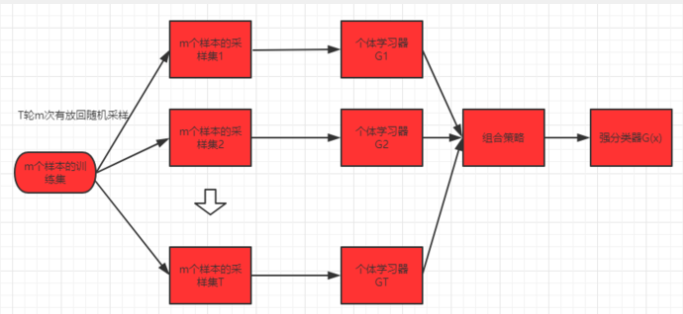 m个样本的采
样集1
个体学习器
G1
T轮m次有放回随机采样
m个样本的采
样集2
个体学习器
G2
组合策略
强分类器G(x)
m个样本的训
练集
m个样本的采
样集T
个体学习器
GT